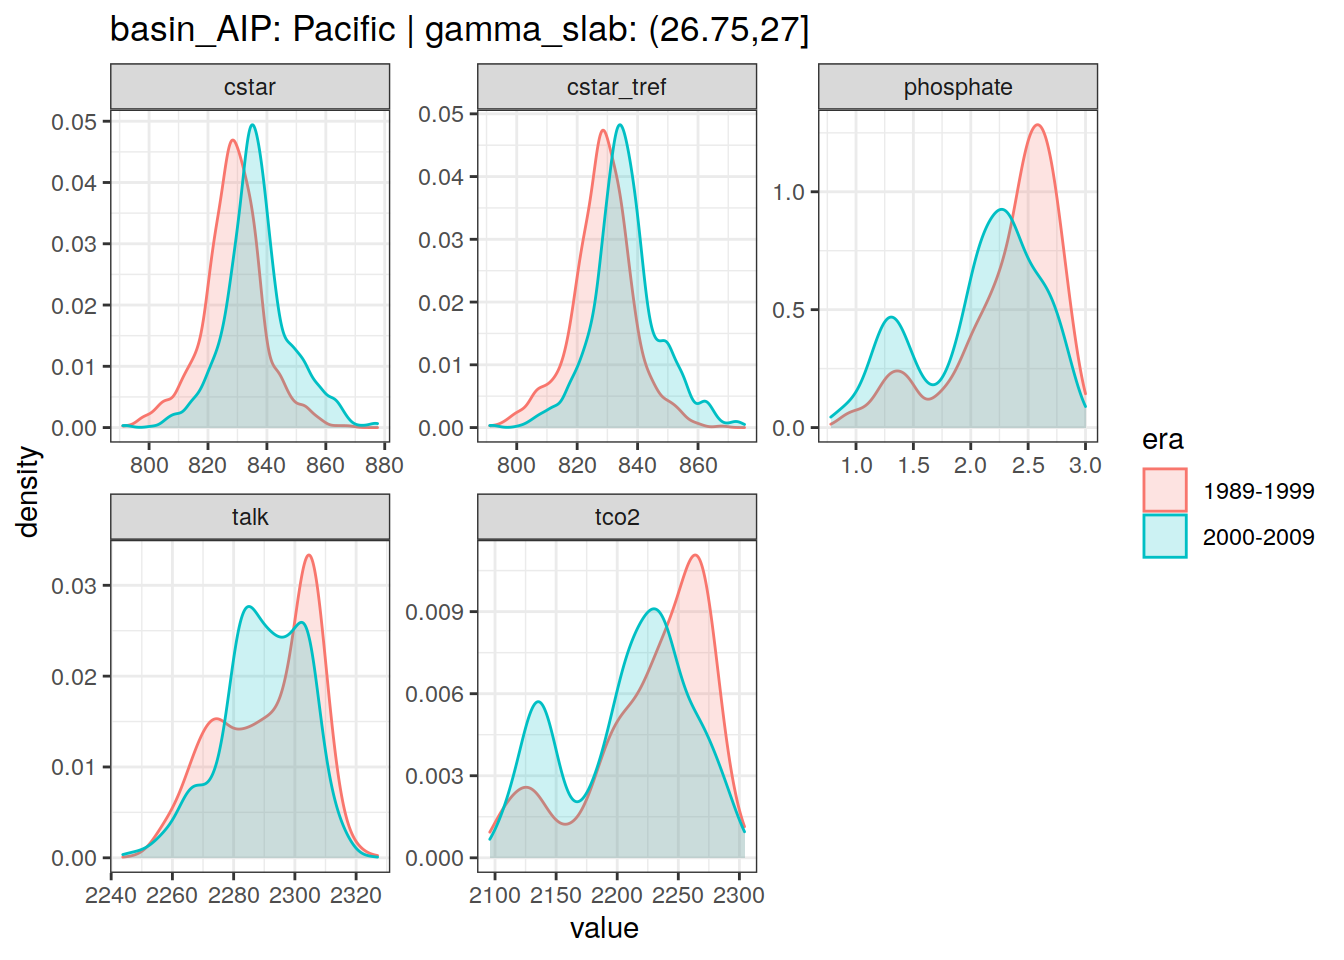 basin_AIP: Pacific | gamma_slab: (26.75,27]
cstar
cstar_tref
phosphate
0.05
0.04
0.03
0.02
0.01
0.00
800 820 840 860 880
0.05
0.04
0.03
0.02
0.01
0.00
800 820 840 860
1.0
0.5
0.0
1.0 1.5 2.0 2.5 3.0
talk
tco2
0.03
0.02
0.01
0.00
2240 2260 2280 2300 2320
0.009
0.006
0.003
0.000
2100 2150 2200 2250 2300
density
value
era
1989-1999
2000-2009